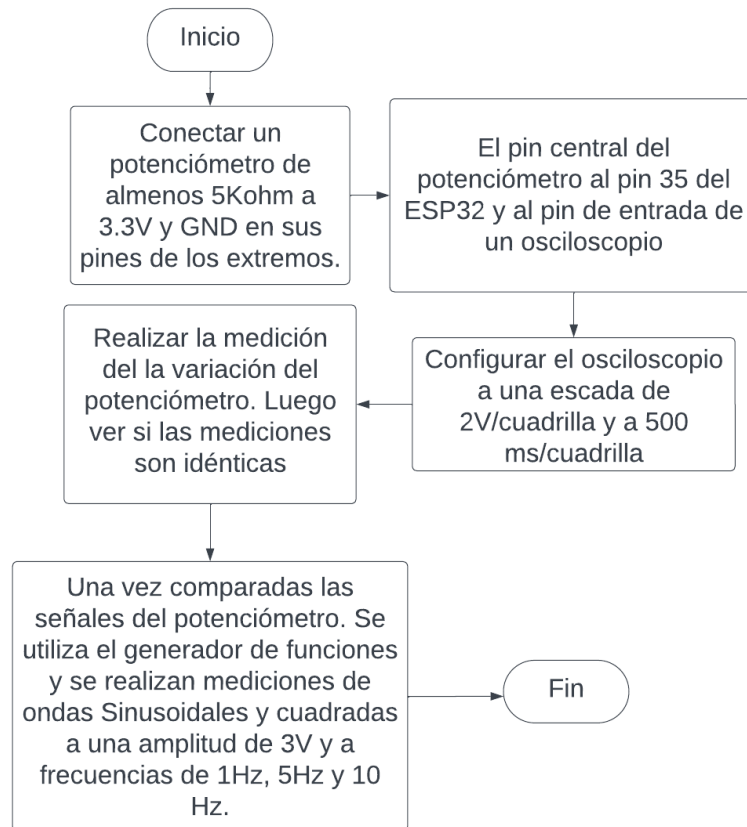 Inicio
Conectar un
potenciómetro de
almenos 5Kohm a
3.3V y GND en sus
pines de los extremos.
El pin central del
potenciómetro al pin 35 del
ESP32 y al pin de entrada de
un osciloscopio
Configurar el osciloscopio
a una escada de
2V/cuadrilla y a 500
ms/cuadrilla
Realizar la medición
del la variación del
potenciómetro. Luego
ver si las mediciones
son idénticas
Una vez comparadas las
señales del potenciómetro. Se
utiliza el generador de funciones
y se realizan mediciones de
ondas Sinusoidales y cuadradas
a una amplitud de 3V y a
frecuencias de 1Hz, 5Hz y 10
Hz.
Fin